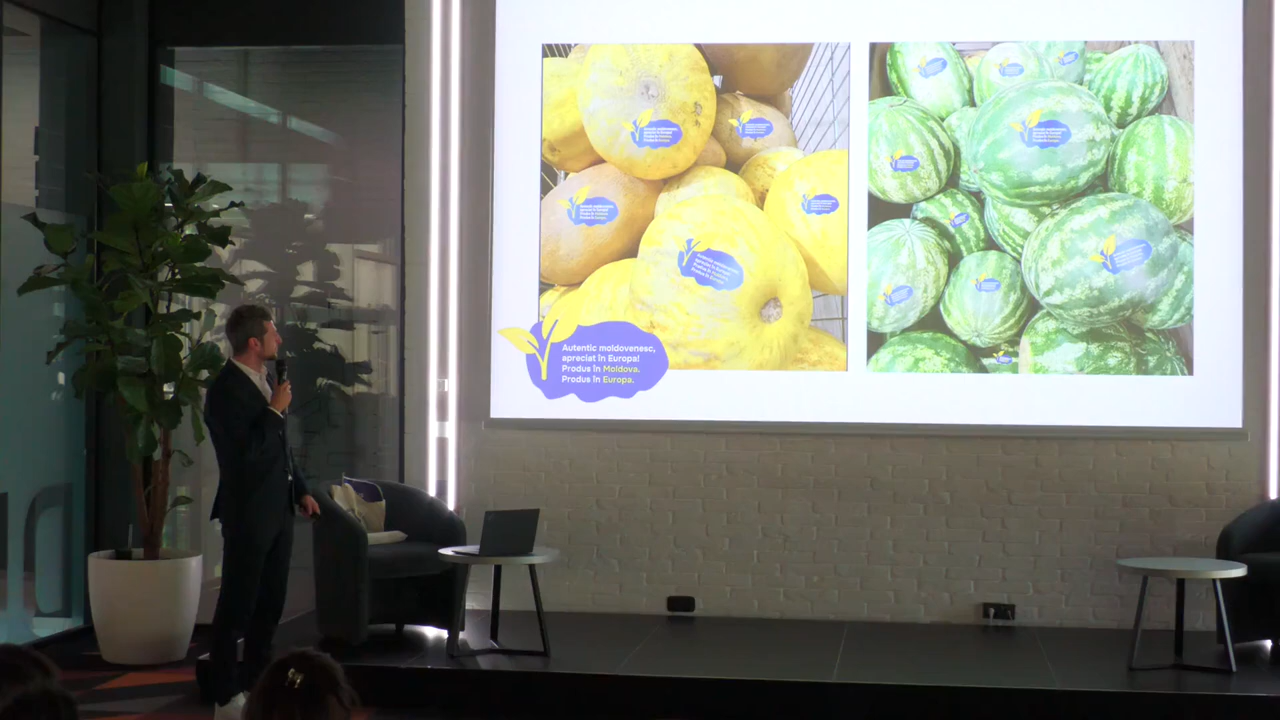 Autentic moldovenesc,
apreciat în Europa!
Produs în Moldova.
Produs în Europa.